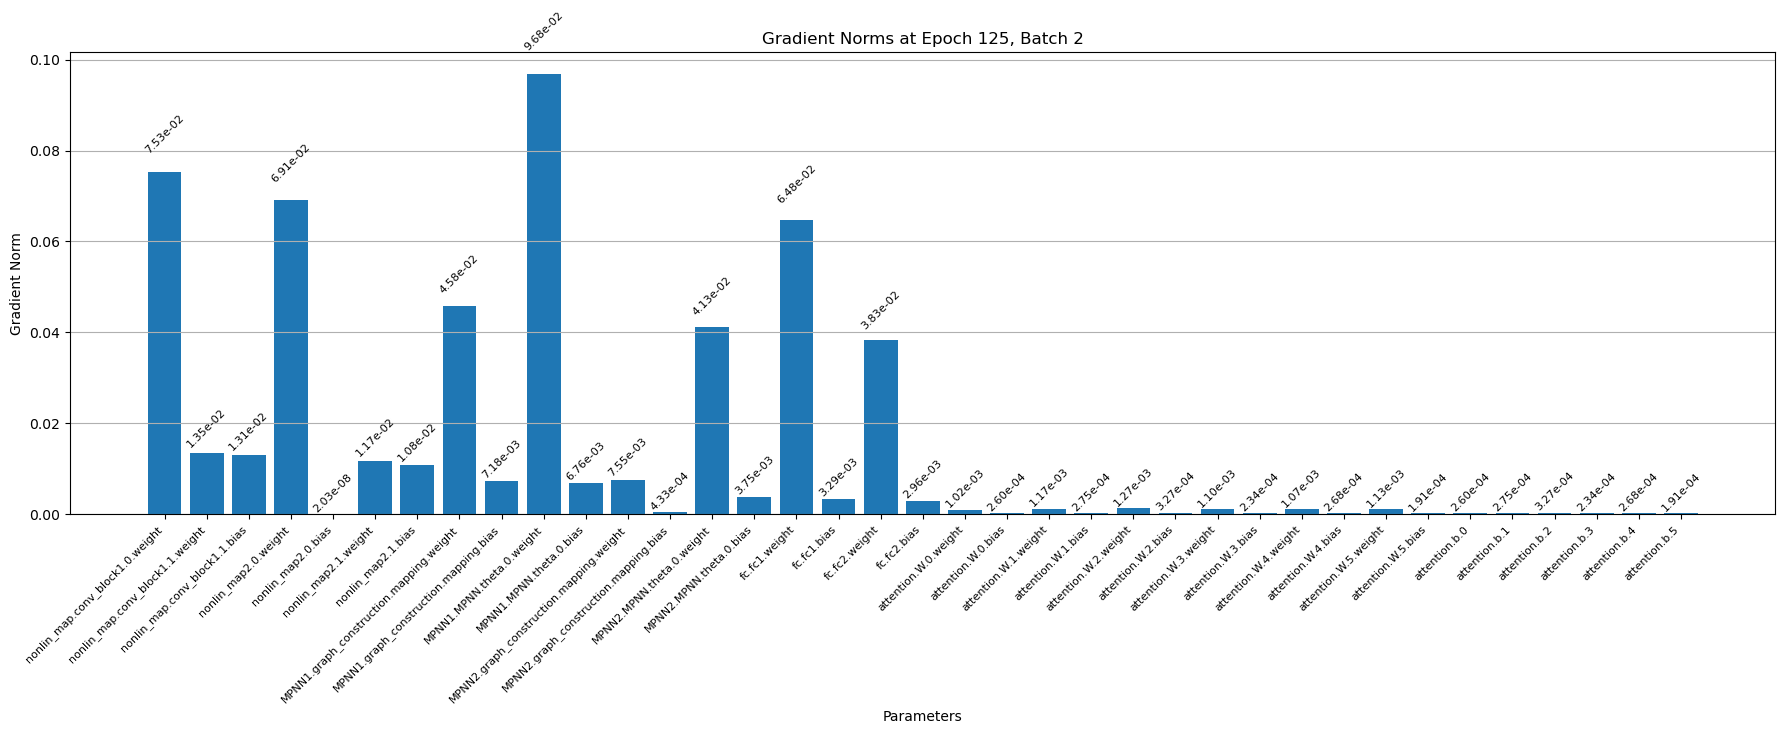 Gradient Norms at Epoch 125, Batch 2
Gradient Norm
0.10
0.08
0.06
0.04
0.02
0.00
7.53e-02
1.35e-02
1.31e-02
6.91e-02
2.03e-08
1.17e-02
1.08e-02
4.58e-02
7.18e-03
9.68e-02
6.76e-03
7.55e-03
4.33e-04
4.13e-02
3.75e-03
6.48e-02
3.29e-03
3.83e-02
2.96e-03
1.02e-03
2.60e-04
1.17e-03
2.75e-04
1.27e-03
3.27e-04
1.10e-03
2.34e-04
1.07e-03
2.68e-04
1.13e-03
1.91e-04
2.60e-04
2.75e-04
3.27e-04
2.34e-04
2.68e-04
1.91e-04
nonlin_map.conv_block1.0.weight
nonlin_map.conv_block1.1.weight
nonlin_map.conv_block1.1.bias
nonlin_map2.0.weight
nonlin_map2.0.bias
nonlin_map2.1.weight
nonlin_map2.1.bias
MPNN1.graph_construction.mapping.weight
MPNN1.graph_construction.mapping.bias
MPNN1.MPNN.theta.0.weight
MPNN1.MPNN.theta.0.bias
MPNN2.graph_construction.mapping.weight
MPNN2.graph_construction.mapping.bias
MPNN2.MPNN.theta.0.weight
MPNN2.MPNN.theta.0.bias
fc.fc1.weight
fc.fc1.bias
fc.fc2.weight
fc.fc2.bias
attention.W.0.weight
attention.W.0.bias
attention.W.1.weight
attention.W.1.bias
attention.W.2.weight
attention.W.2.bias
attention.W.3.weight
attention.W.3.bias
attention.W.4.weight
attention.W.4.bias
attention.W.5.weight
attention.W.5.bias
attention.b.0
attention.b.1
attention.b.2
attention.b.3
attention.b.4
attention.b.5
Parameters